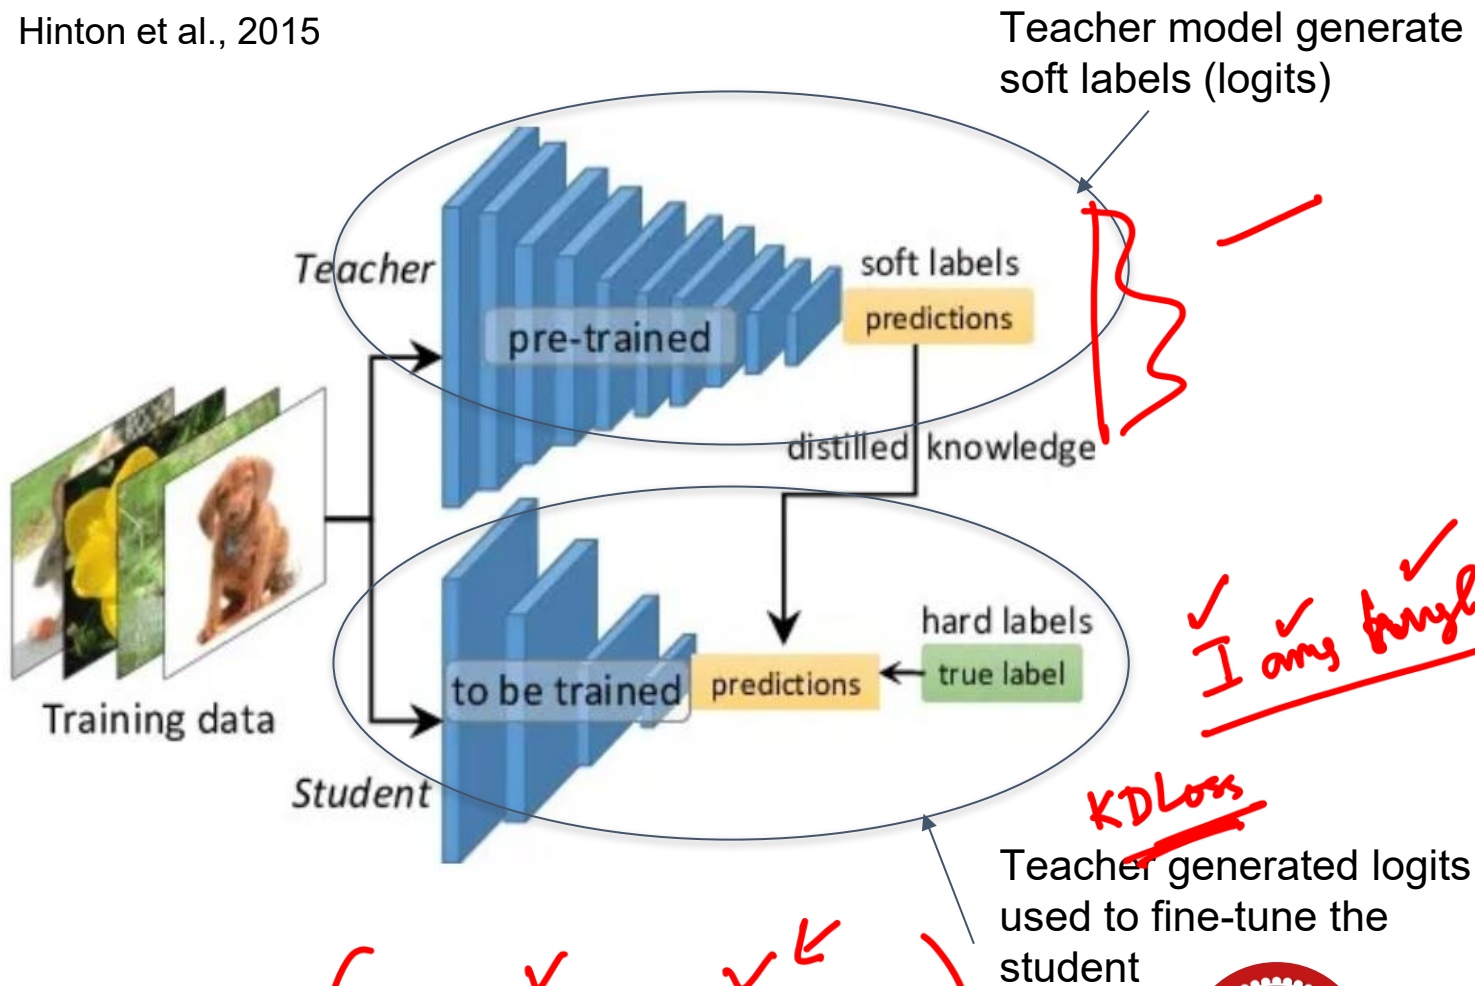 Hinton et al., 2015
Teacher model generate
soft labels (logits)
Teacher
soft labels
pre-trained
predictions
distilled knowledge
hard labels
to be trained
predictions
true label
Training data
Student
I
KD Loss
Teacher generated logits
used to fine-tune the
student